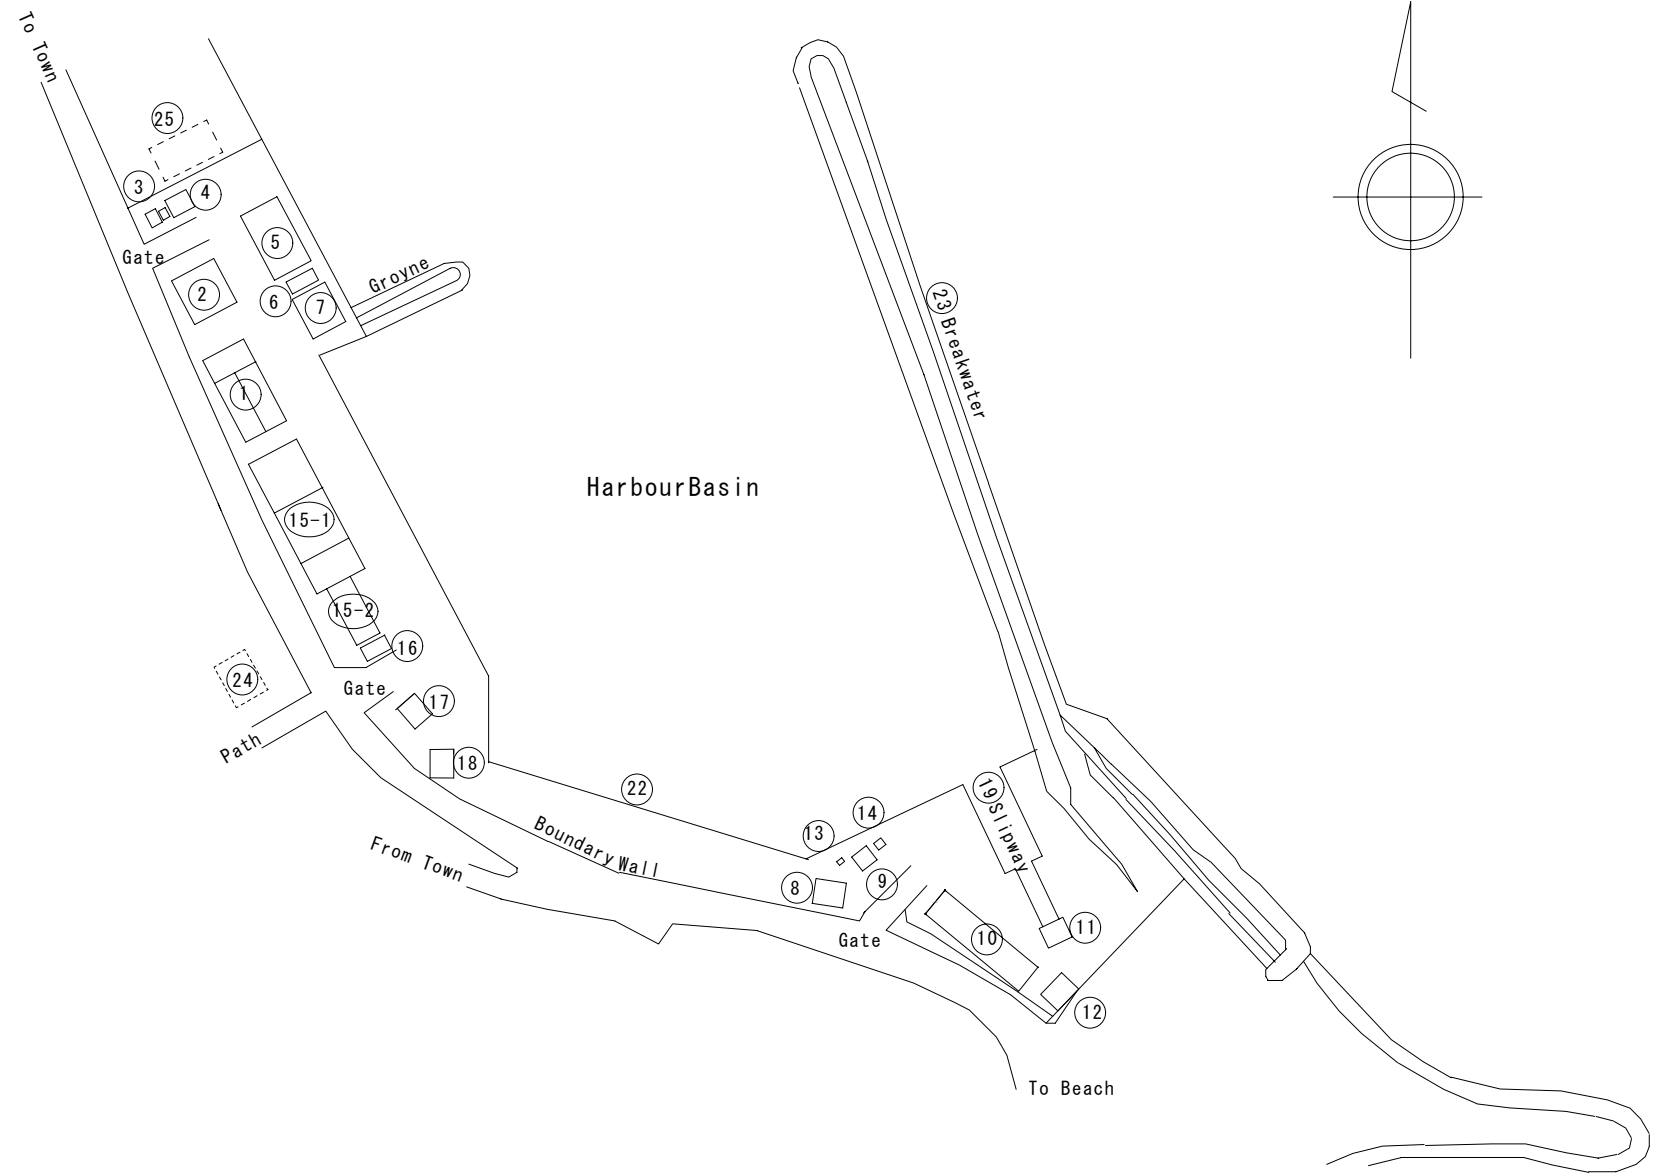 To Town
25
3
4
Gate
5
2
6
7
Groyne
23 Breakwater
1
HarbourBasin
15-1
15-2
16
24
Gate
17
Path
18
22
19 Slipway
14
13
Boundary Wall
From Town
8
9
11
10
Gate
12
To Beach